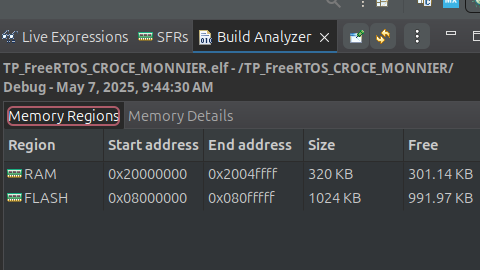 MX
Live Expressions SFRs Build Analyzer
TP_FreeRTOS_CROCE_MONNIER.elf - /TP_FreeRTOS_CROCE_MONNIER/
Debug - May 7, 2025, 9:44:30 AM
Memory Regions Memory Details
Region Start address End address Size Free
RAM 0x20000000 0x2004ffff 320 KB 301.14 KB
FLASH 0x08000000 0x080fffff 1024 KB 991.97 KB